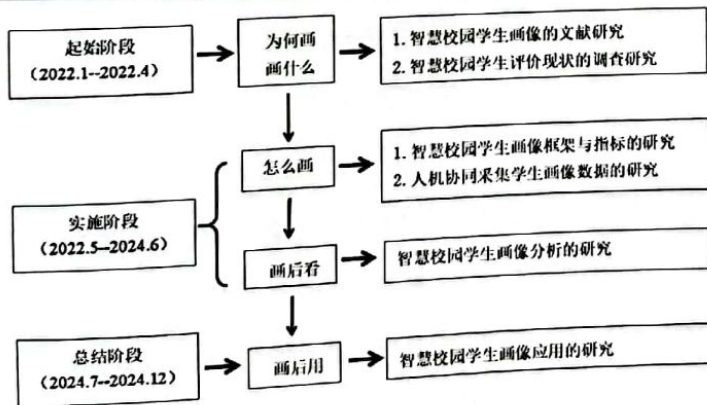 起始阶段
（2022.1--2022.4）
为何画
画什么
1. 智慧校园学生画像的文献研究
2. 智慧校园学生评价现状的调查研究
怎么画
1. 智慧校园学生画像框架与指标的研究
2. 人机协同采集学生画像数据的研究
实施阶段
（2022.5--2024.6）
画后看
智慧校园学生画像分析的研究
总结阶段
（2024.7--2024.12）
画后用
智慧校园学生画像应用的研究